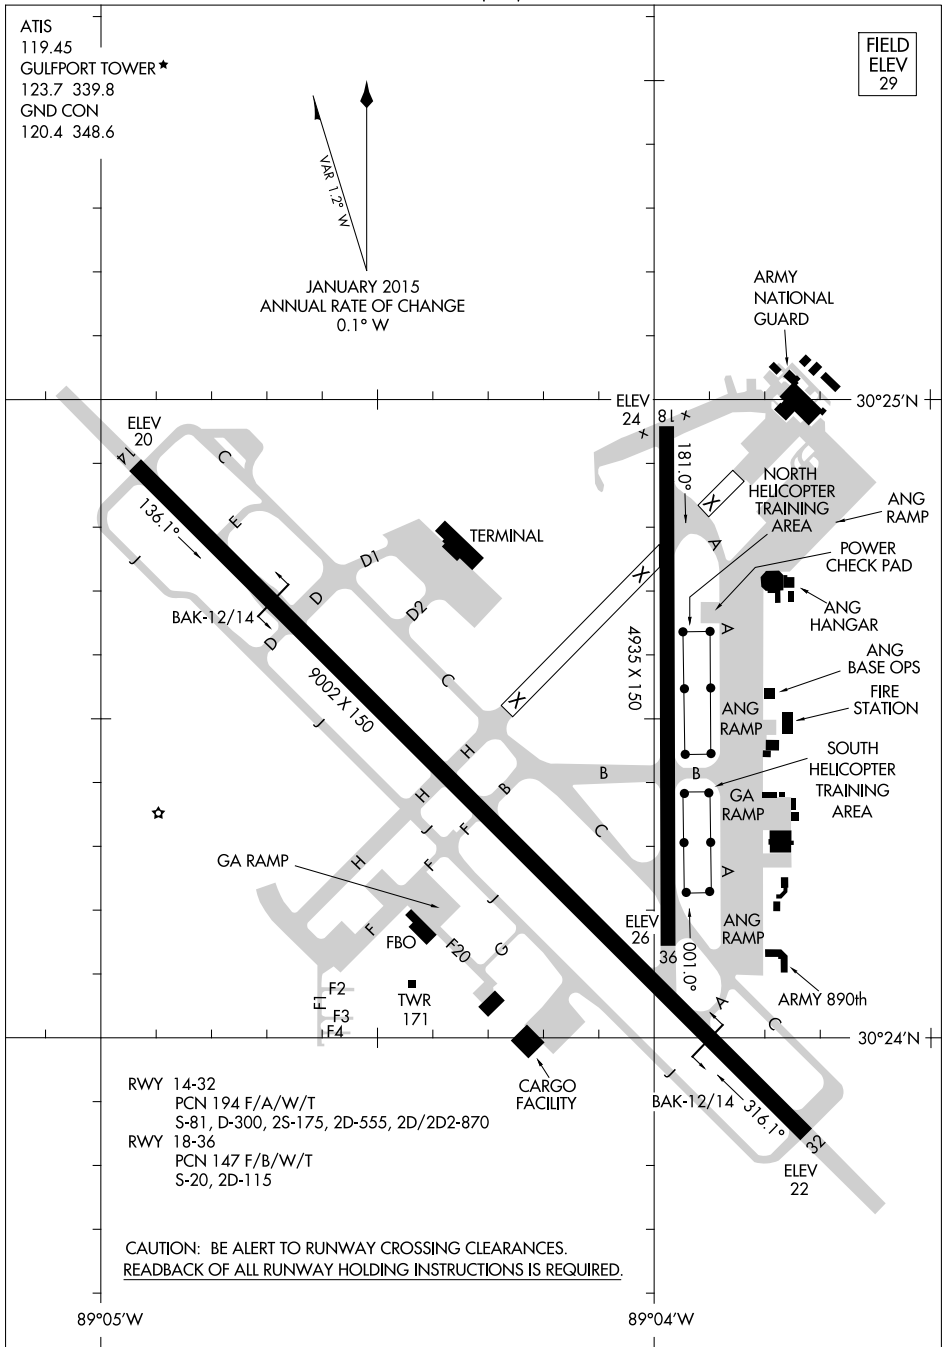 ATIS
119.45
GULFPORT TOWER
123.7 339.8
GND CON
120.4 348.6
FIELD
ELEV
29
VAR 1.2° W
JANUARY 2015
ANNUAL RATE OF CHANGE
0.1° W
ARMY
NATIONAL
GUARD
30°25'N
ELEV
24
18
x
x
ELEV
20
14
C
181.0°
X
NORTH
HELICOPTER
TRAINING
AREA
ANG
RAMP
136.1°
E
TERMINAL
J
D1
A
POWER
CHECK PAD
X
BAK-12/14
D
D2
ANG
HANGAR
D
A
4935 X 150
ANG
BASE OPS
9002 X 150
C
FIRE
STATION
X
J
ANG
RAMP
H
SOUTH
HELICOPTER
TRAINING
AREA
B
B
B
H
GA
RAMP
J
F
C
GA RAMP
H
F
A
J
F
FBO
F20
G
ELEV
26
36
001.0°
ANG
RAMP
F1
F2
F3
F4
TWR
171
ARMY 890th
A
C
30°24'N
J
CARGO
FACILITY
BAK-12/14
316.1°
32
ELEV
22
RWY 14-32
PCN 194 F/A/W/T
S-81, D-300, 2S-175, 2D-555, 2D/2D2-870
RWY 18-36
PCN 147 F/B/W/T
S-20, 2D-115
CAUTION: BE ALERT TO RUNWAY CROSSING CLEARANCES.
READBACK OF ALL RUNWAY HOLDING INSTRUCTIONS IS REQUIRED.
89°05'W
89°04'W